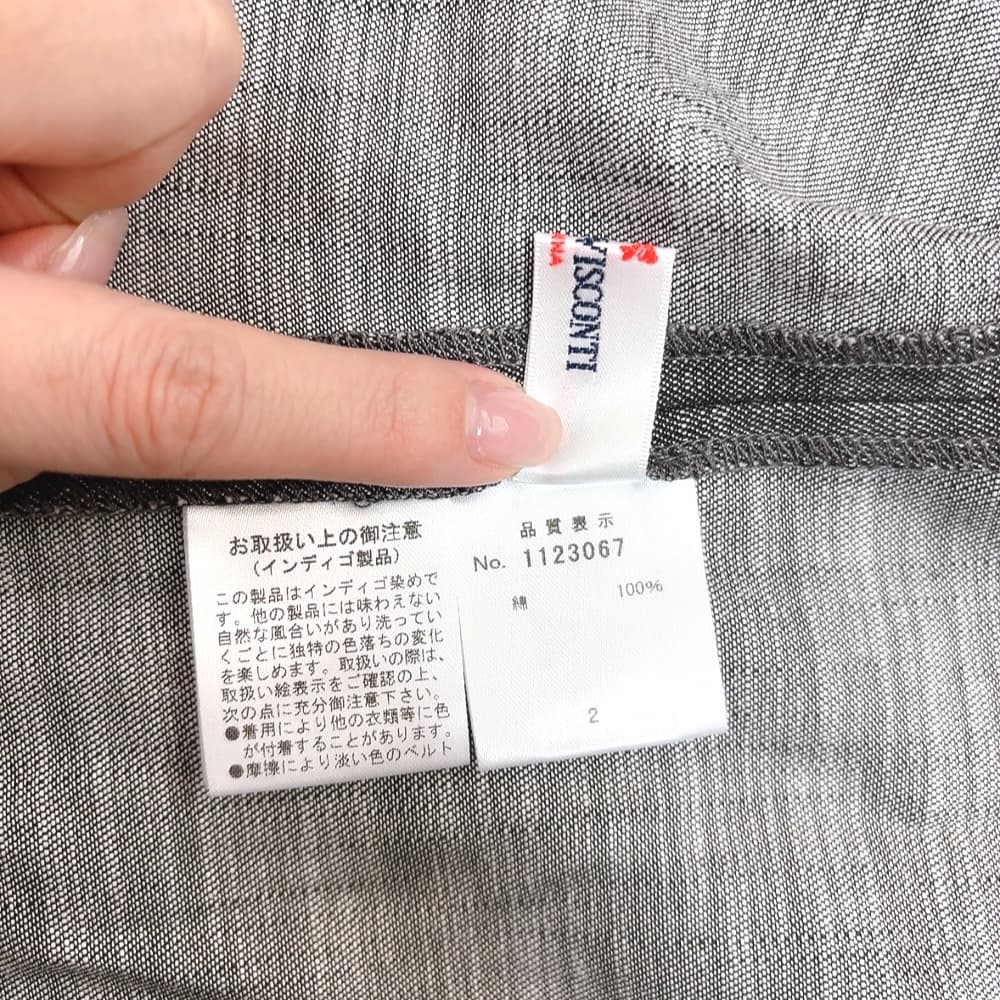 VISCONTI
お取扱い上の御注意
(インディゴ製品)
この製品はインディゴ染めで
す。他の製品には味わえない
自然な風合いがあり洗ってい
くごとに独特の色落ちの変化
を楽しめます。取扱いの際は、
取扱い絵表示をご確認の上、
次の点に充分御注意下さい。
●着用により他の衣類等に色
が付着することがあります。
●摩擦により淡い色のベルト
品質表示
No. 1123067
綿 100%
2